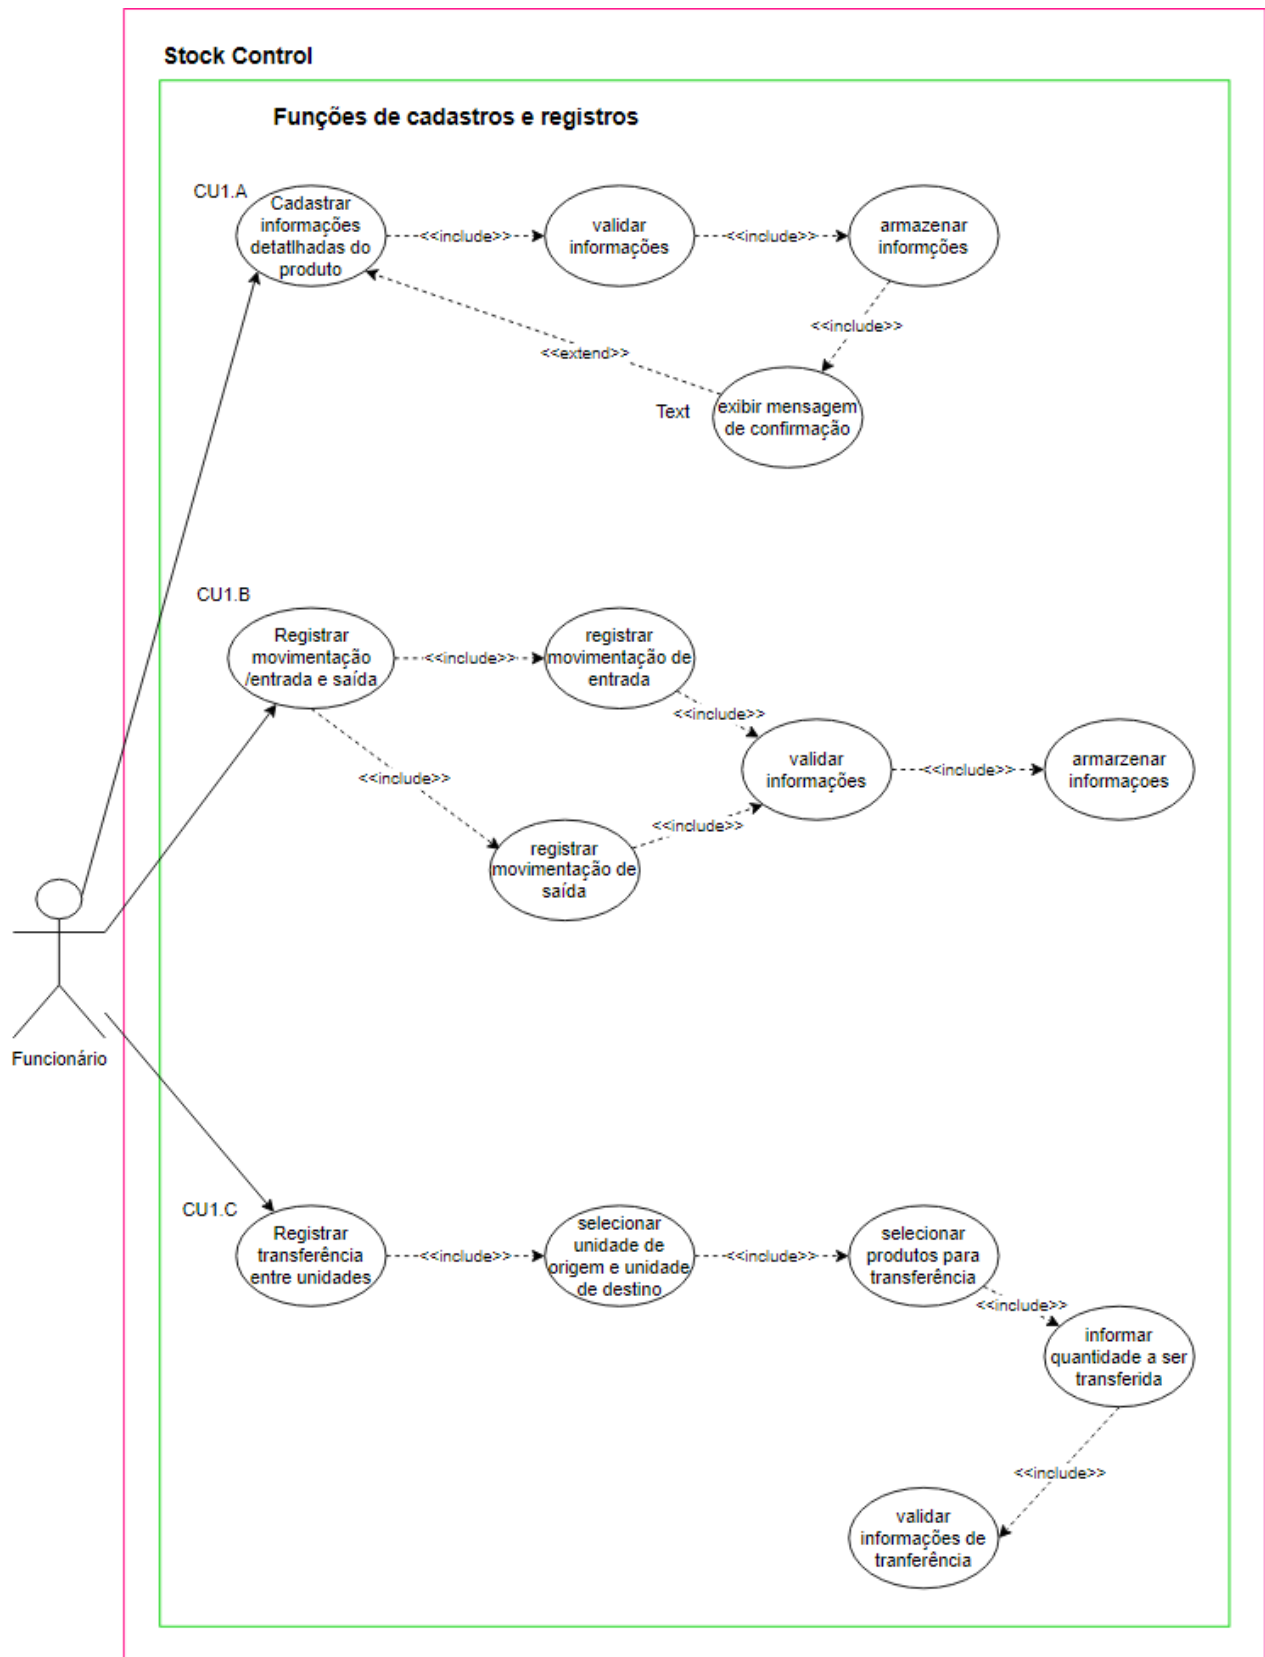 Stock Control
Funções de cadastros e registros
CU1.A
Cadastrar
informações
detatlhadas do
produto
<<include>>
validar
informações
<<include>>
armazenar
informções
<<include>>
<<extend>>
Text
exibir mensagem
de confirmação
CU1.B
Registrar
movimentação
/entrada e saída
<<include>>
registrar
movimentação de
entrada
<<include>>
<<include>>
validar
informações
<<include>>
armarzenar
informaçoes
<<include>>
registrar
movimentação de
saída
Funcionário
CU1.C
Registrar
transferência
entre unidades
<<include>>
selecionar
unidade de
origem e unidade
de destino
<<include>>
selecionar
produtos para
transferência
<<include>>
informar
quantidade a ser
transferida
<<include>>
validar
informações de
tranferência